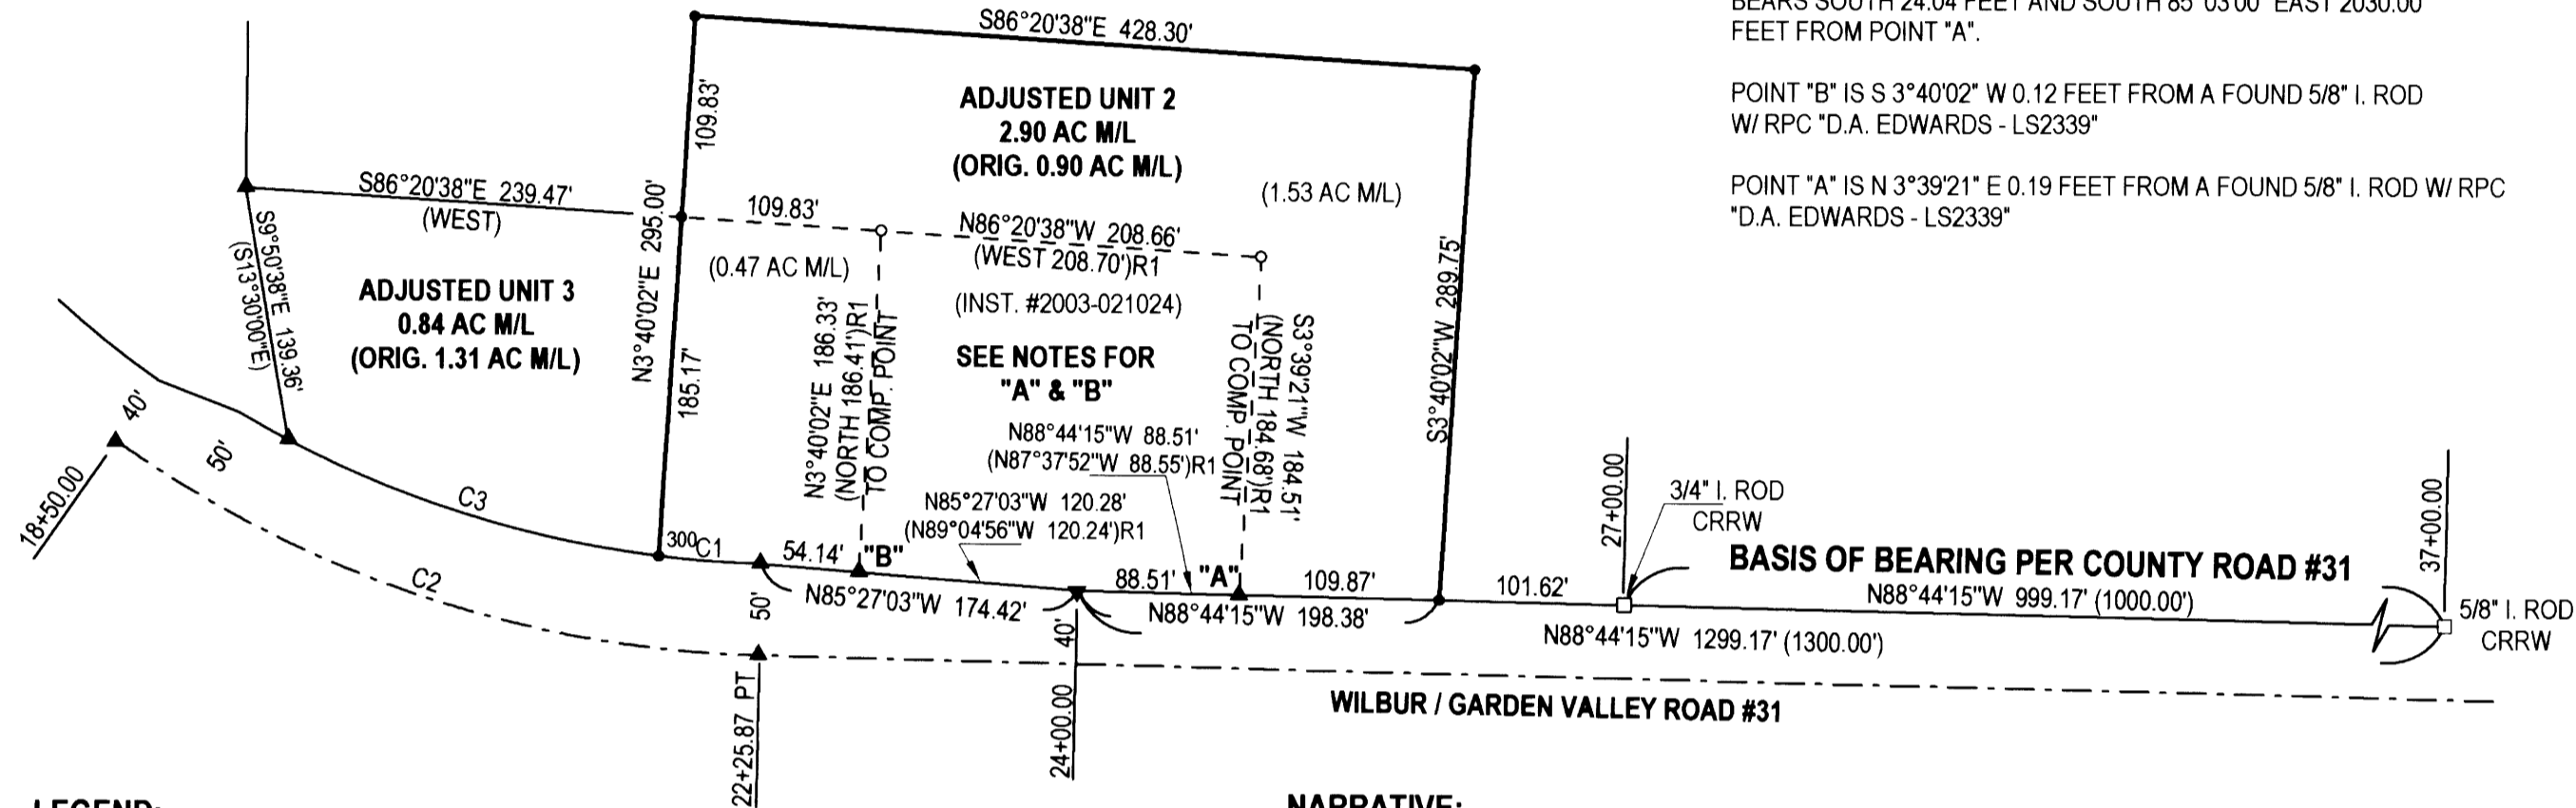 BEARS SOUTH 24.04 FEET AND SOUTH 85°03'00" EAST 2030.00
FEET FROM POINT "A".
POINT "B" IS S 3°40'02" W 0.12 FEET FROM A FOUND 5/8" I. ROD
W/ RPC "D.A. EDWARDS - LS2339"
POINT "A" IS N 3°39'21" E 0.19 FEET FROM A FOUND 5/8" I. ROD W/ RPC
"D.A. EDWARDS - LS2339"
S86°20'38"E 428.30'
109.83'
ADJUSTED UNIT 2
2.90 AC M/L
(ORIG. 0.90 AC M/L)
(1.53 AC M/L)
S86°20'38"E 239.47'
(WEST)
109.83'
N86°20'38"W 208.66'
(WEST 208.70')R1
(0.47 AC M/L)
(INST. #2003-021024)
S9°50'38"E 139.36'
(S13°30'00"E)
ADJUSTED UNIT 3
0.84 AC M/L
(ORIG. 1.31 AC M/L)
N3°40'02"E 295.00'
185.17'
N3°40'02"E 186.33'
(NORTH 186.41')R1
TO COMP. POINT
SEE NOTES FOR
"A" & "B"
N88°44'15"W 88.51'
(N87°37'52"W 88.55')R1
N85°27'03"W 120.28'
(N89°04'56"W 120.24')R1
S3°39'21"W 184.51'
(NORTH 184.68')R1
TO COMP. POINT
S3°40'02"W 289.75'
40'
50'
18+50.00
C3
C2
300
C1
54.14'
"B"
N85°27'03"W 174.42'
50'
88.51'
"A"
109.87'
N88°44'15"W 198.38'
40'
101.62'
27+00.00
3/4" I. ROD
CRRW
BASIS OF BEARING PER COUNTY ROAD #31
N88°44'15"W 999.17' (1000.00')
N88°44'15"W 1299.17' (1300.00')
37+00.00
5/8" I. ROD
CRRW
22+25.87 PT
24+00.00
WILBUR / GARDEN VALLEY ROAD #31
LEGEND:
NARRATIVE: